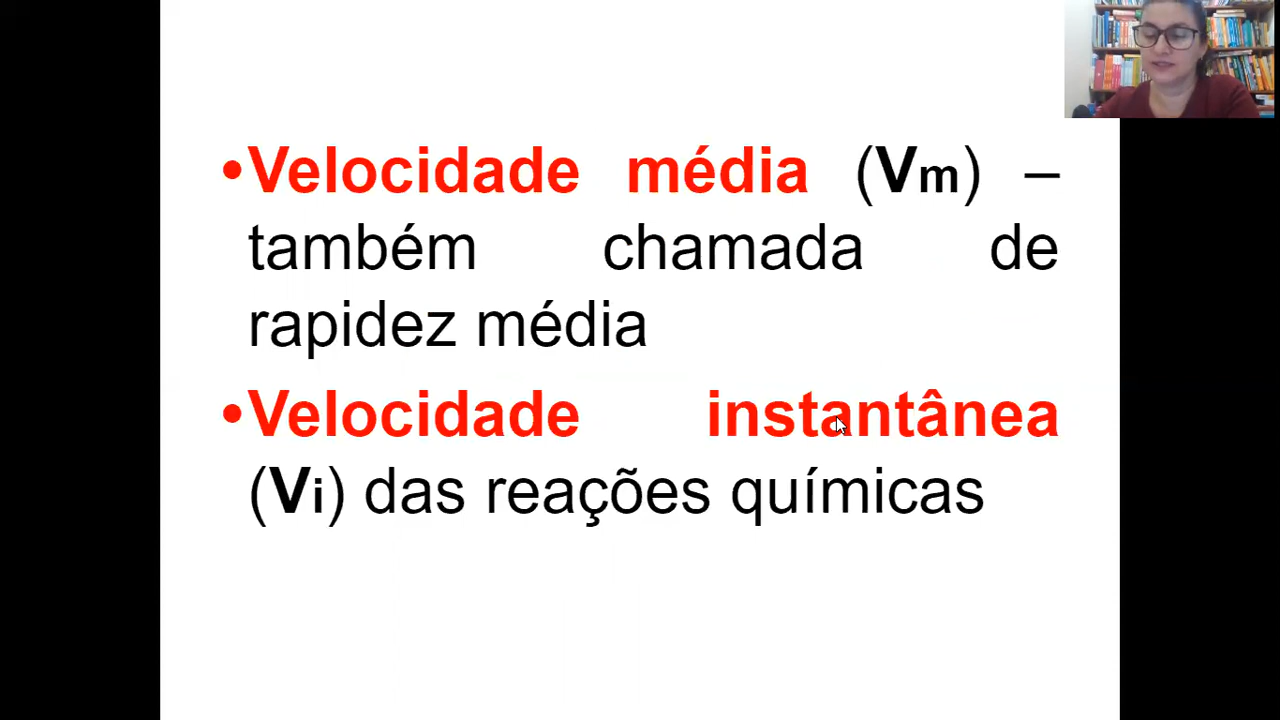 •Velocidade média (Vm) –
também chamada de
rapidez média
•Velocidade instantânea
(Vi) das reações químicas